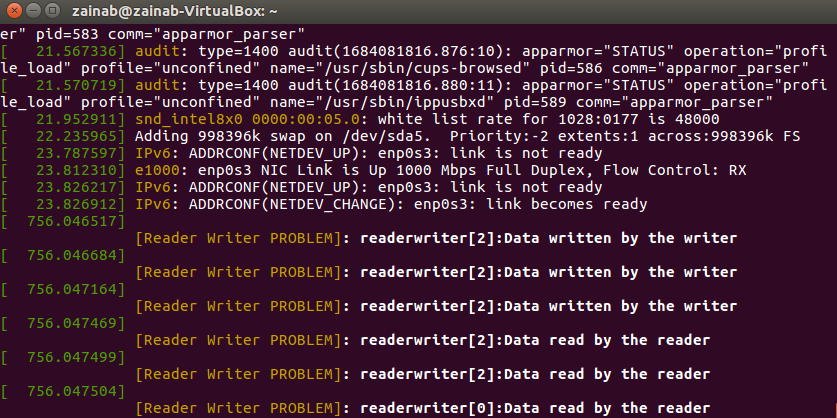 zainab@zainab-VirtualBox: ~
er" pid=583 comm="apparmor_parser"
[   21.567336] audit: type=1400 audit(1684081816.876:10): apparmor="STATUS" operation="profi
le_load" profile="unconfined" name="/usr/sbin/cups-browsed" pid=586 comm="apparmor_parser"
[   21.570719] audit: type=1400 audit(1684081816.880:11): apparmor="STATUS" operation="profi
le_load" profile="unconfined" name="/usr/sbin/ippusbxd" pid=589 comm="apparmor_parser"
[   21.952911] snd_intel8x0 0000:00:05.0: white list rate for 1028:0177 is 48000
[   22.235965] Adding 998396k swap on /dev/sda5.  Priority:-2 extents:1 across:998396k FS
[   23.787597] IPv6: ADDRCONF(NETDEV_UP): enp0s3: link is not ready
[   23.812310] e1000: enp0s3 NIC Link is Up 1000 Mbps Full Duplex, Flow Control: RX
[   23.826217] IPv6: ADDRCONF(NETDEV_UP): enp0s3: link is not ready
[   23.826912] IPv6: ADDRCONF(NETDEV_CHANGE): enp0s3: link becomes ready
[  756.046517]
[Reader Writer PROBLEM]: readerwriter[2]:Data written by the writer
[  756.046684]
[Reader Writer PROBLEM]: readerwriter[2]:Data written by the writer
[  756.047164]
[Reader Writer PROBLEM]: readerwriter[2]:Data written by the writer
[  756.047469]
[Reader Writer PROBLEM]: readerwriter[2]:Data read by the reader
[  756.047499]
[Reader Writer PROBLEM]: readerwriter[2]:Data read by the reader
[  756.047504]
[Reader Writer PROBLEM]: readerwriter[0]:Data read by the reader